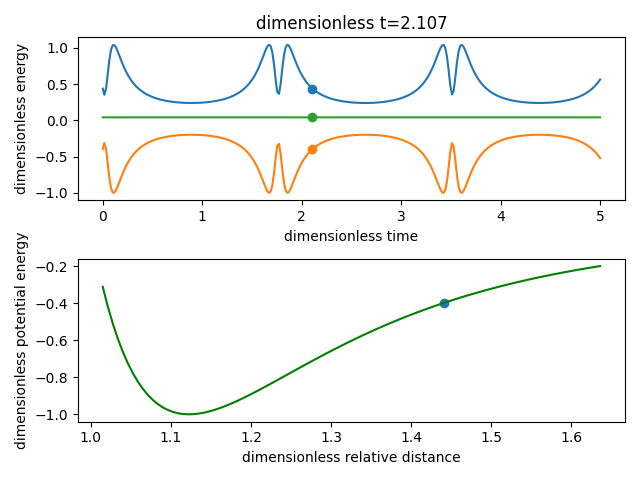 dimensionless t=2.107
dimensionless energy
1.0
0.5
0.0
−0.5
−1.0
0 1 2 3 4 5
dimensionless time
dimensionless potential energy
−0.2
−0.4
−0.6
−0.8
−1.0
1.0 1.1 1.2 1.3 1.4 1.5 1.6
dimensionless relative distance